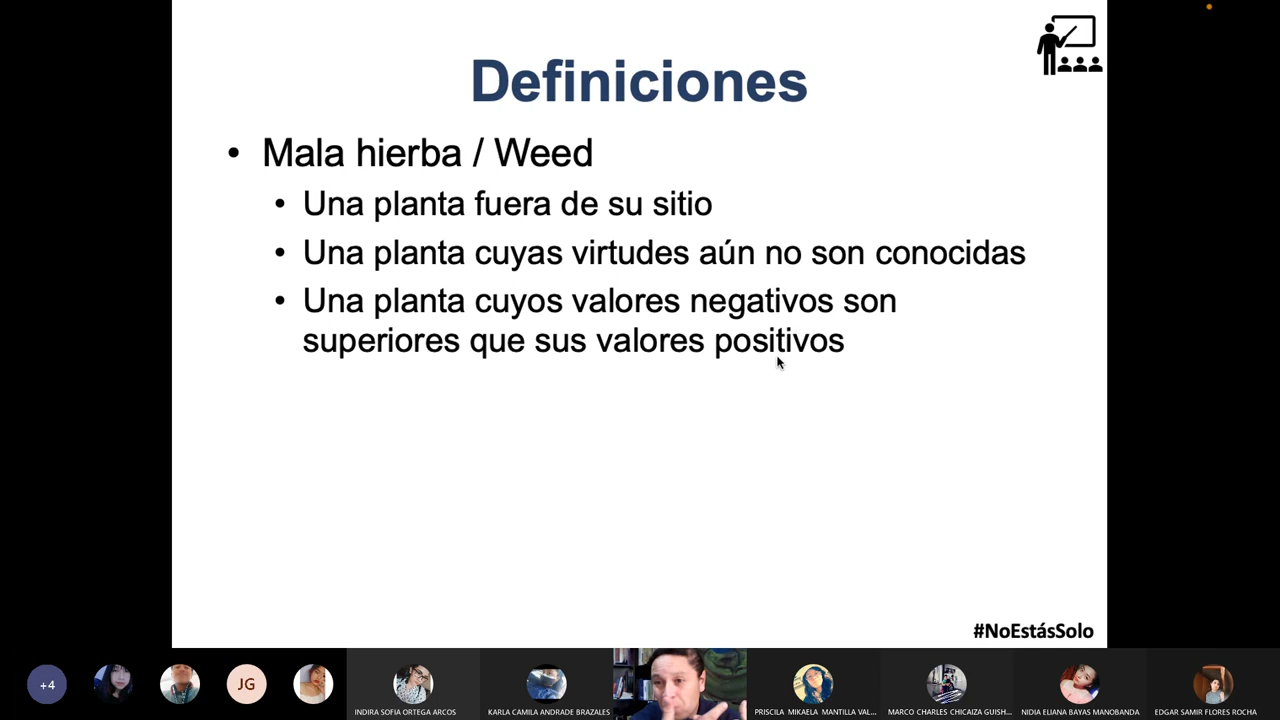 Definiciones
• Mala hierba / Weed
• Una planta fuera de su sitio
• Una planta cuyas virtudes aún no son conocidas
• Una planta cuyos valores negativos son
superiores que sus valores positivos
#NoEstásSolo
+4
JG
INDIRA SOFIA ORTEGA ARCOS
KARLA CAMILA ANDRADE BRAZALES
PRISCILA MIKAELA MANTILLA VAL...
MARCO CHARLES CHICAIZA GUISH...
NIDIA ELIANA BAYAS MANOBANDA
EDGAR SAMIR FLORES ROCHA